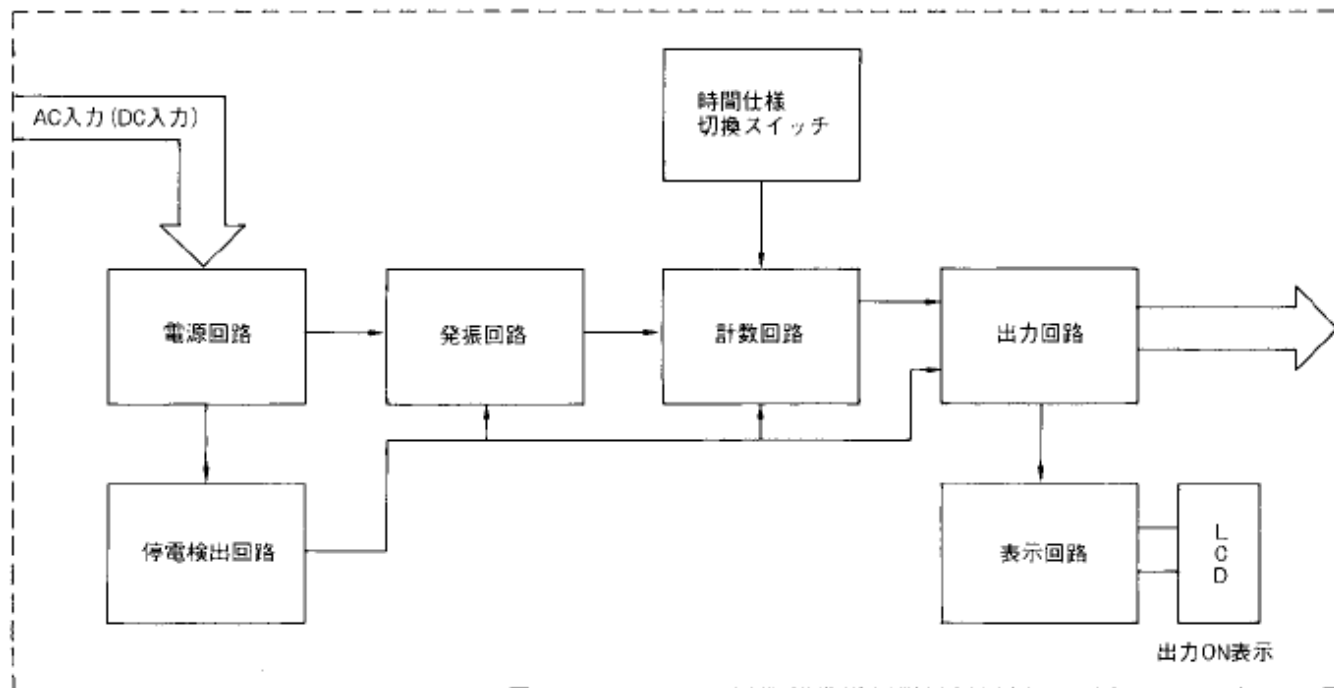 時間仕様
切換スイッチ
AC入力(DC入力)
電源回路
発振回路
計数回路
出力回路
停電検出回路
表示回路
LCD
出力ON表示